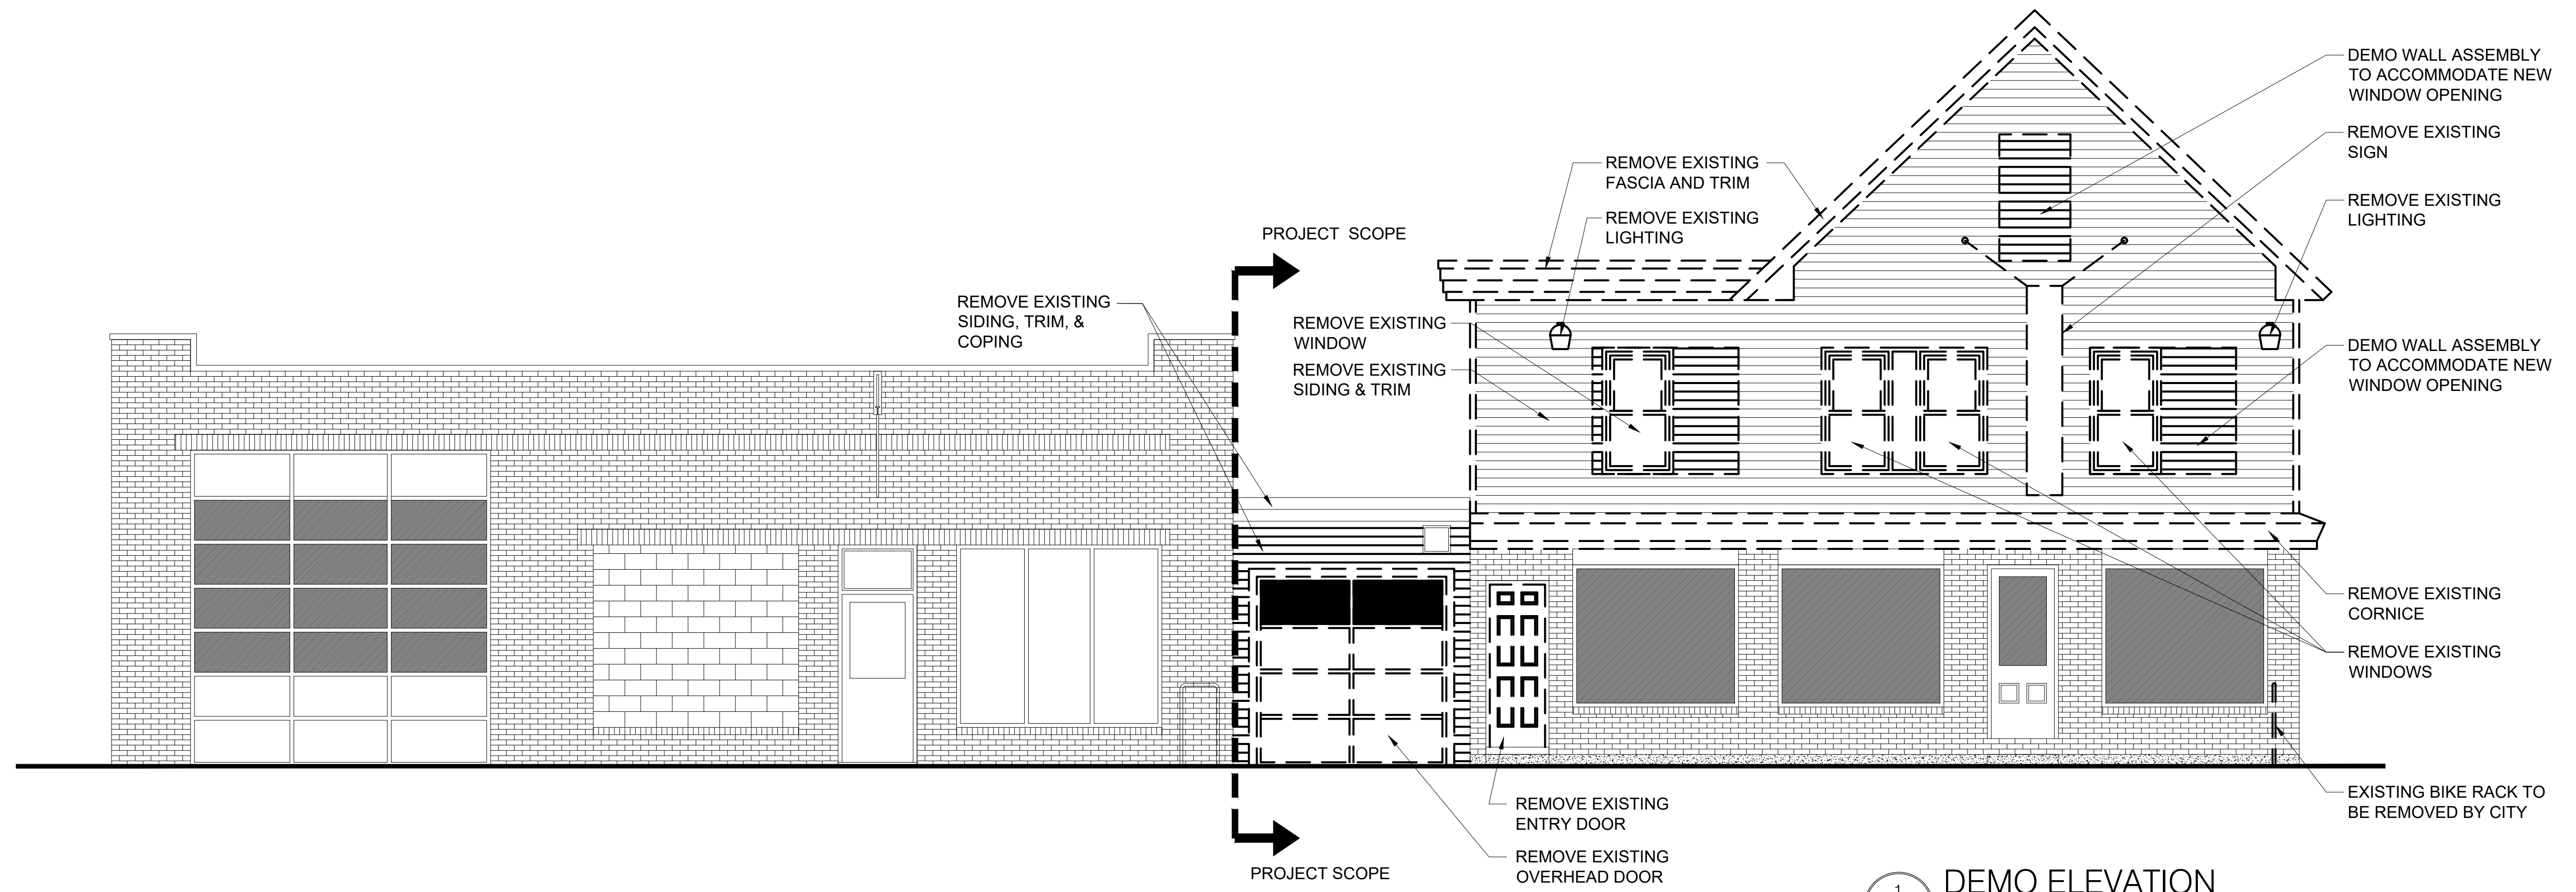 DEMO WALL ASSEMBLY
TO ACCOMMODATE NEW
WINDOW OPENING
REMOVE EXISTING
SIGN
REMOVE EXISTING
FASCIA AND TRIM
REMOVE EXISTING
LIGHTING
REMOVE EXISTING
LIGHTING
PROJECT SCOPE
REMOVE EXISTING
SIDING, TRIM, &
COPING
REMOVE EXISTING
WINDOW
REMOVE EXISTING
SIDING & TRIM
DEMO WALL ASSEMBLY
TO ACCOMMODATE NEW
WINDOW OPENING
REMOVE EXISTING
CORNICE
REMOVE EXISTING
WINDOWS
EXISTING BIKE RACK TO
BE REMOVED BY CITY
REMOVE EXISTING
ENTRY DOOR
REMOVE EXISTING
OVERHEAD DOOR
PROJECT SCOPE
1
DEMO ELEVATION